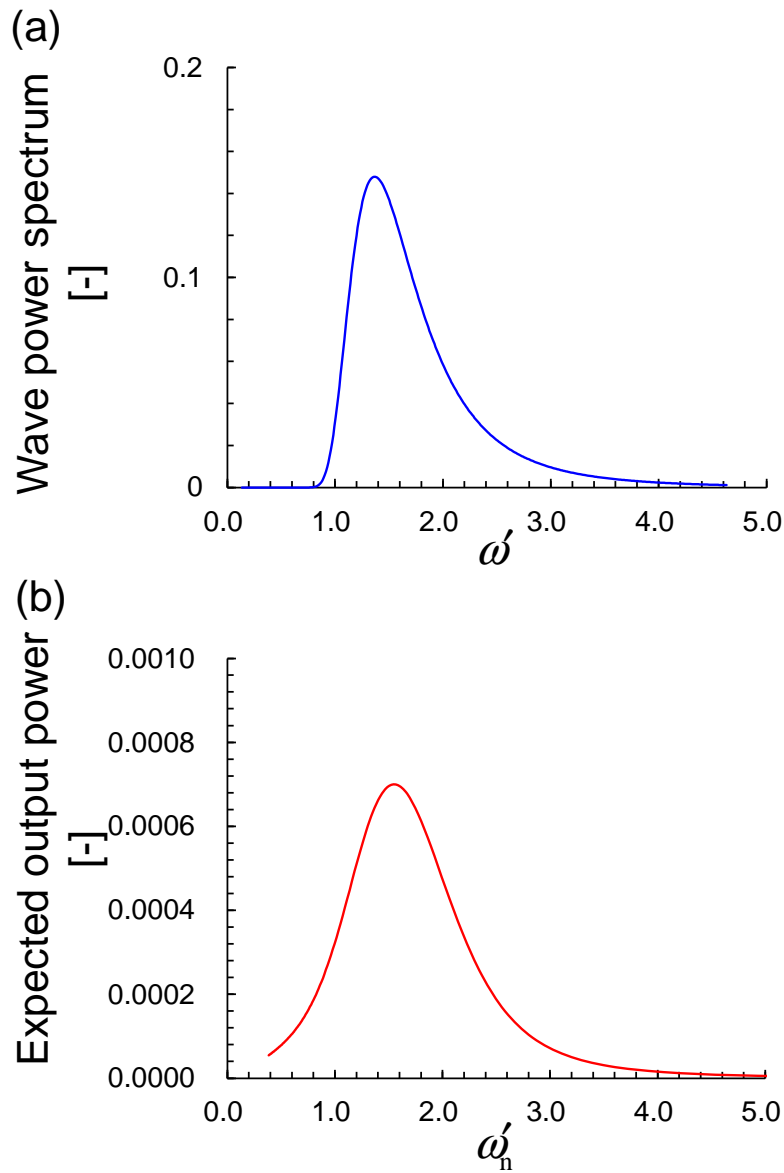 (a)
Wave power spectrum
[-]
0.2
0.1
0
0.0 1.0 2.0 3.0 4.0 5.0
ω′
(b)
Expected output power
[-]
0.0010
0.0008
0.0006
0.0004
0.0002
0.0000
0.0 1.0 2.0 3.0 4.0 5.0
ω′n